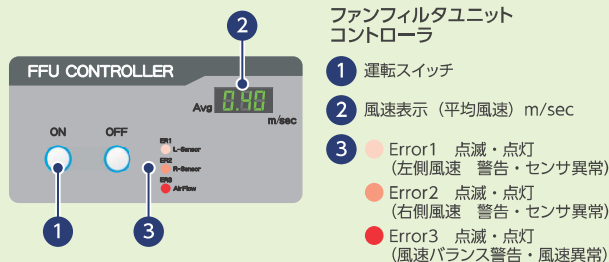 ファンフィルタユニット
コントローラ
2
FFU CONTROLLER
Avg 0.40
m/sec
ON OFF
ER1
L-Sensor
ER2
R-Sensor
ER3
AirFlow
1
3
1 運転スイッチ
2 風速表示（平均風速）m/sec
3 Error1 点滅・点灯
（左側風速 警告・センサ異常）
Error2 点滅・点灯
（右側風速 警告・センサ異常）
Error3 点滅・点灯
（風速バランス警告・風速異常）